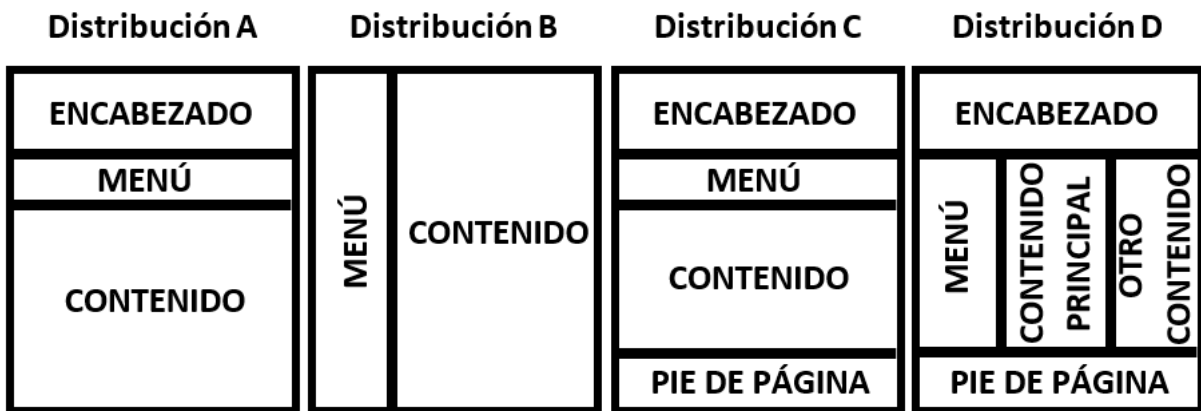 Distribución A
ENCABEZADO
MENÚ
CONTENIDO
Distribución B
MENÚ
CONTENIDO
Distribución C
ENCABEZADO
MENÚ
CONTENIDO
PIE DE PÁGINA
Distribución D
ENCABEZADO
MENÚ
CONTENIDO
PRINCIPAL
OTRO
CONTENIDO
PIE DE PÁGINA